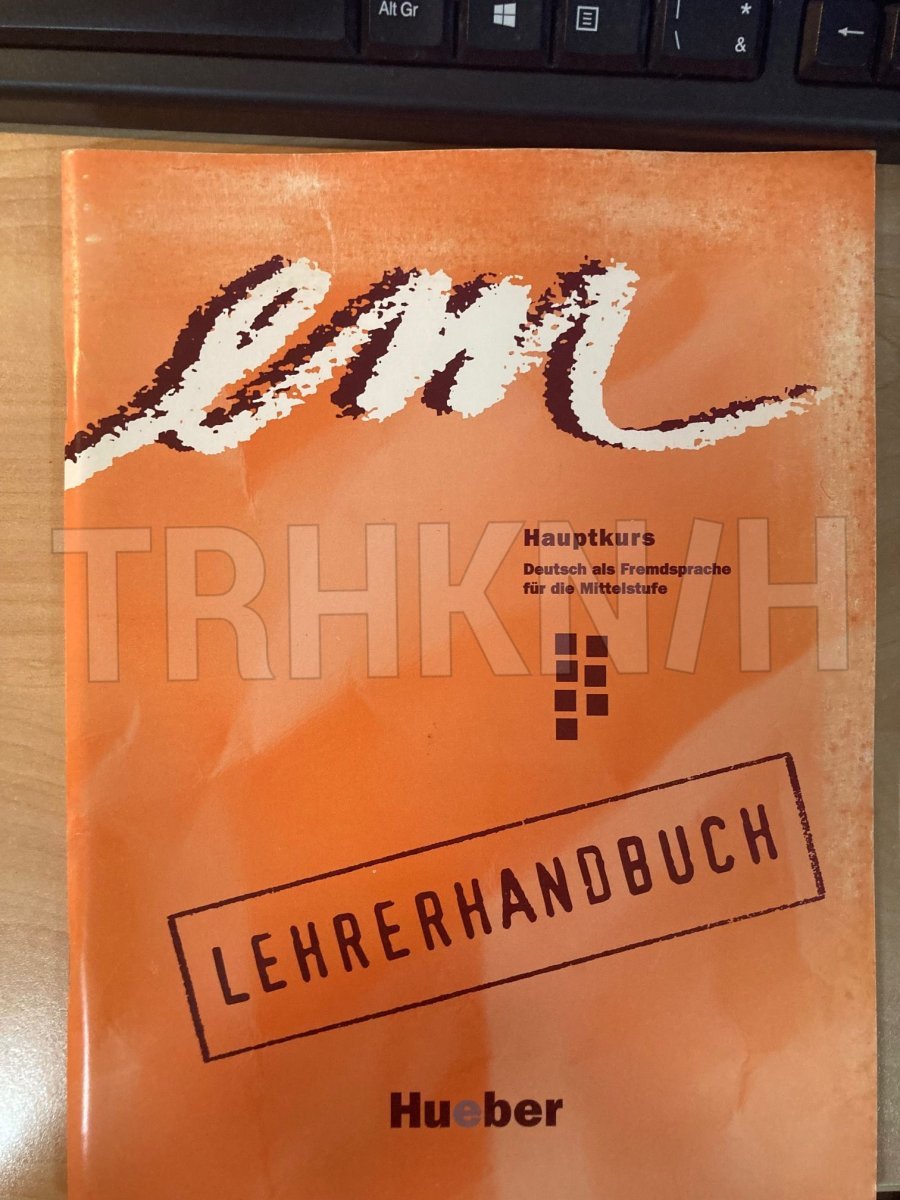 Alt Gr
|
*
\
&
em
Hauptkurs
Deutsch als Fremdsprache
für die Mittelstufe
TRHKN/H
LEHRERHANDBUCH
Hueber